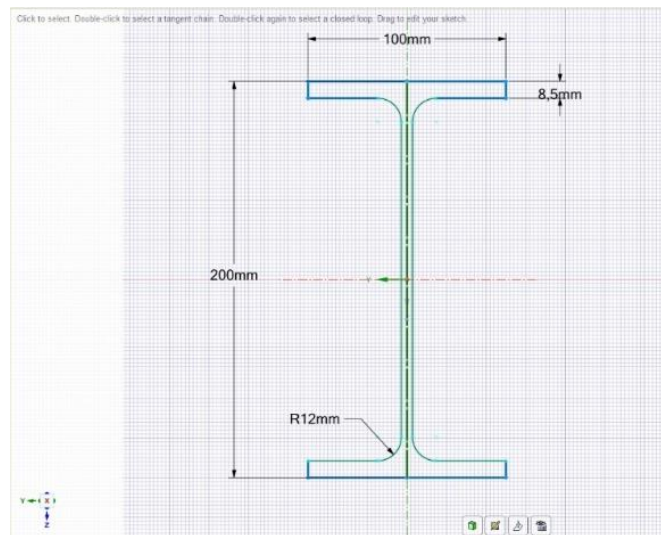 Click to select. Double-click to select a tangent chain. Double-click again to select a closed loop. Drag to edit your sketch.
100mm
8,5mm
Y
200mm
R12mm
Y X
Z